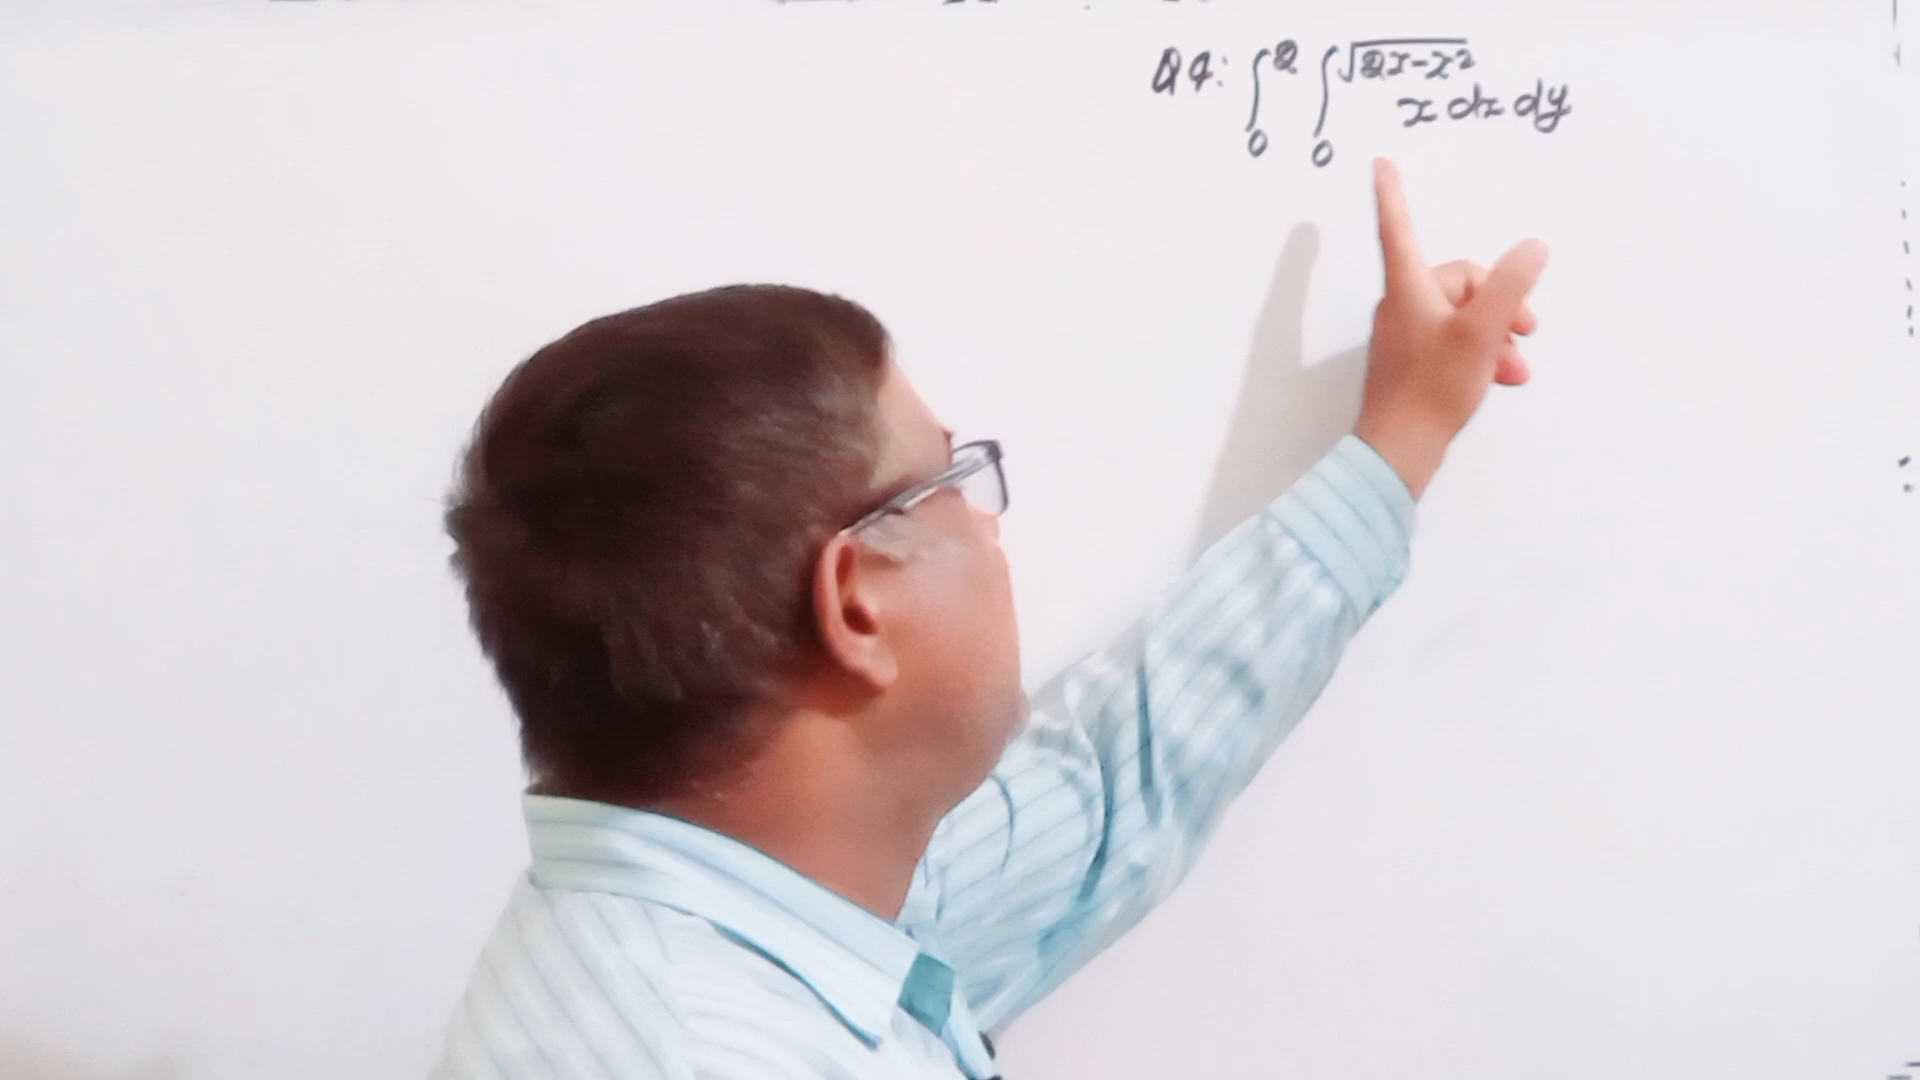 Q4: ∫₀² ∫₀^√(2x-x²) x dx dy